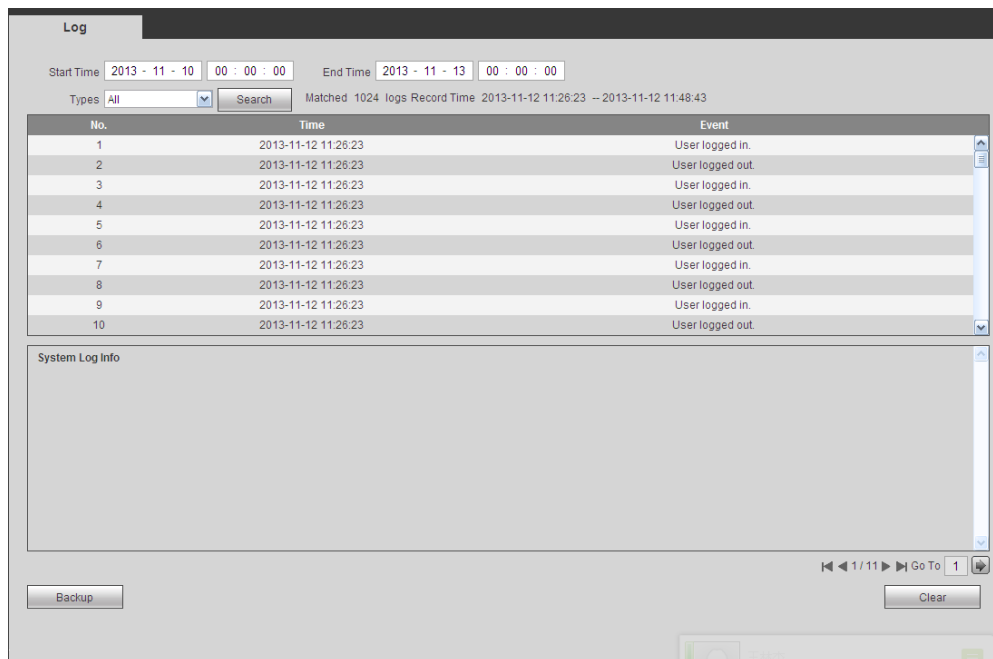 Log
Start Time 2013 - 11 - 10 00 : 00 : 00 End Time 2013 - 11 - 13 00 : 00 : 00
Types All Search Matched 1024 logs Record Time 2013-11-12 11:26:23 -- 2013-11-12 11:48:43
No. Time Event
1 2013-11-12 11:26:23 User logged in.
2 2013-11-12 11:26:23 User logged out.
3 2013-11-12 11:26:23 User logged in.
4 2013-11-12 11:26:23 User logged out.
5 2013-11-12 11:26:23 User logged in.
6 2013-11-12 11:26:23 User logged out.
7 2013-11-12 11:26:23 User logged in.
8 2013-11-12 11:26:23 User logged out.
9 2013-11-12 11:26:23 User logged in.
10 2013-11-12 11:26:23 User logged out.
System Log Info
1 / 11 Go To 1
Backup Clear